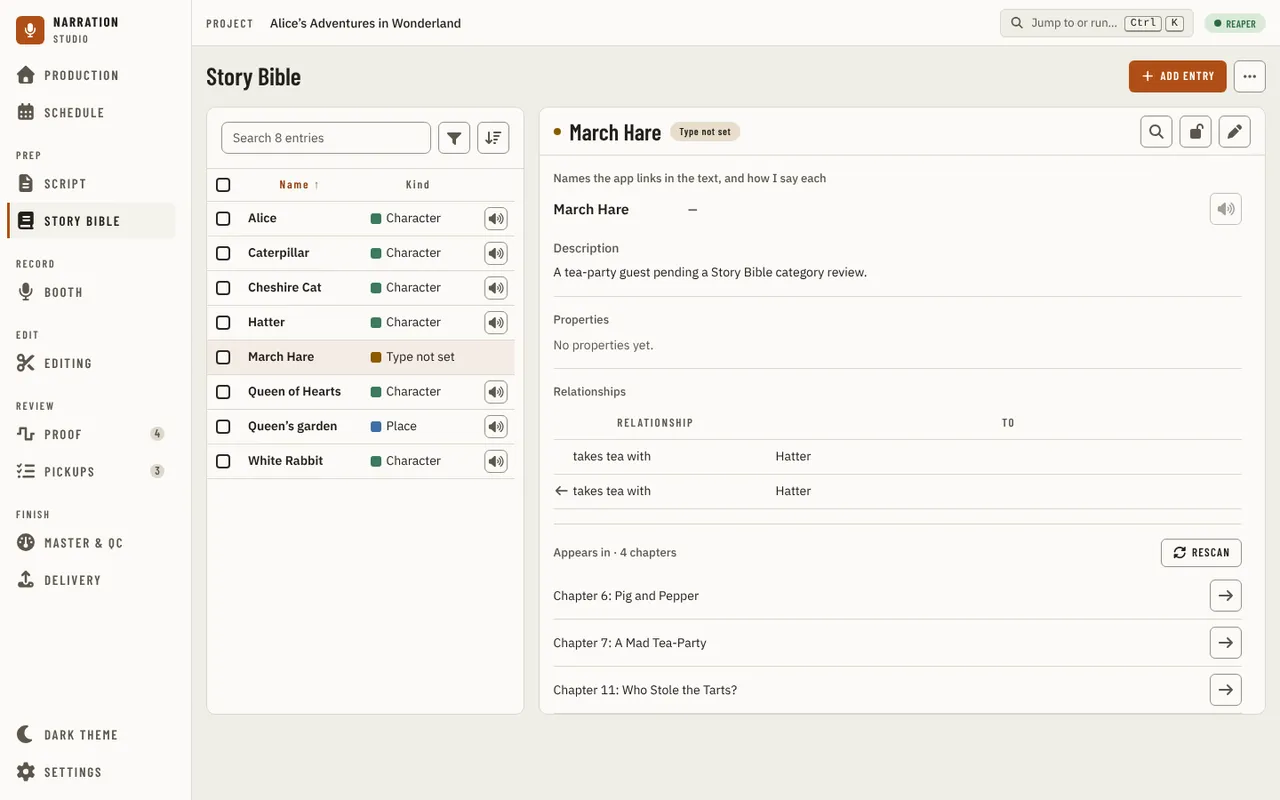 NARRATION
STUDIO
PRODUCTION
SCHEDULE
PREP
SCRIPT
STORY BIBLE
RECORD
BOOTH
EDIT
EDITING
REVIEW
PROOF 4
PICKUPS 3
FINISH
MASTER & QC
DELIVERY
DARK THEME
SETTINGS
PROJECT Alice’s Adventures in Wonderland
Jump to or run... Ctrl K
REAPER
Story Bible
ADD ENTRY
Search 8 entries
Name ↑ Kind
Alice Character
Caterpillar Character
Cheshire Cat Character
Hatter Character
March Hare Type not set
Queen of Hearts Character
Queen’s garden Place
White Rabbit Character
March Hare Type not set
Names the app links in the text, and how I say each
March Hare –
Description
A tea-party guest pending a Story Bible category review.
Properties
No properties yet.
Relationships
RELATIONSHIP TO
takes tea with Hatter
← takes tea with Hatter
Appears in · 4 chapters
RESCAN
Chapter 6: Pig and Pepper
Chapter 7: A Mad Tea-Party
Chapter 11: Who Stole the Tarts?